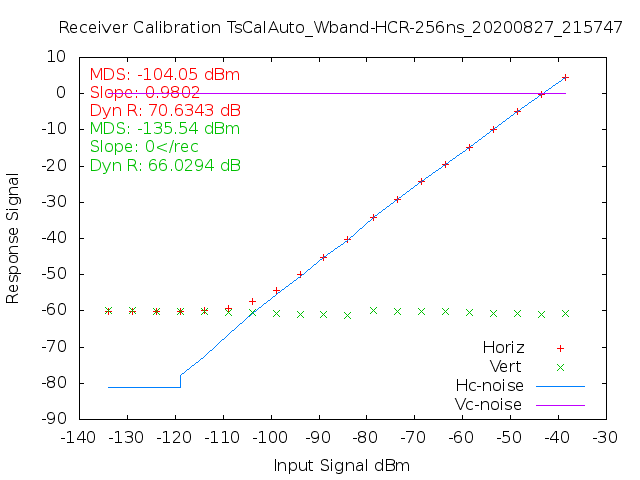 Receiver Calibration TsCalAuto_Wband-HCR-256ns_20200827_215747
MDS: -104.05 dBm
Slope: 0.9802
Dyn R: 70.6343 dB
MDS: -135.54 dBm
Slope: 0</rec
Dyn R: 66.0294 dB
10
0
-10
-20
-30
-40
-50
-60
-70
-80
-90
Response Signal
Horiz
Vert
Hc-noise
Vc-noise
-140 -130 -120 -110 -100 -90 -80 -70 -60 -50 -40 -30
Input Signal dBm